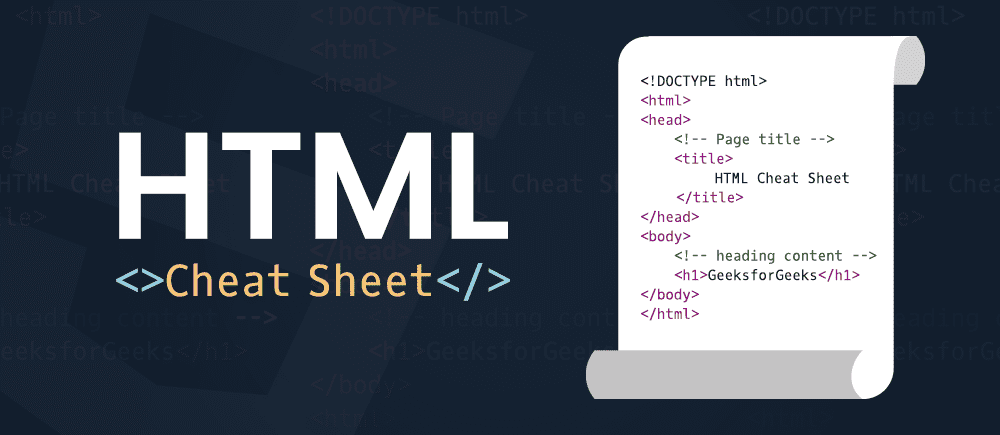 HTML
<>Cheat Sheet</>
<!DOCTYPE html>
<html>
<head>
<!-- Page title -->
<title>
HTML Cheat Sheet
</title>
</head>
<body>
<!-- heading content -->
<h1>GeeksforGeeks</h1>
</body>
</html>